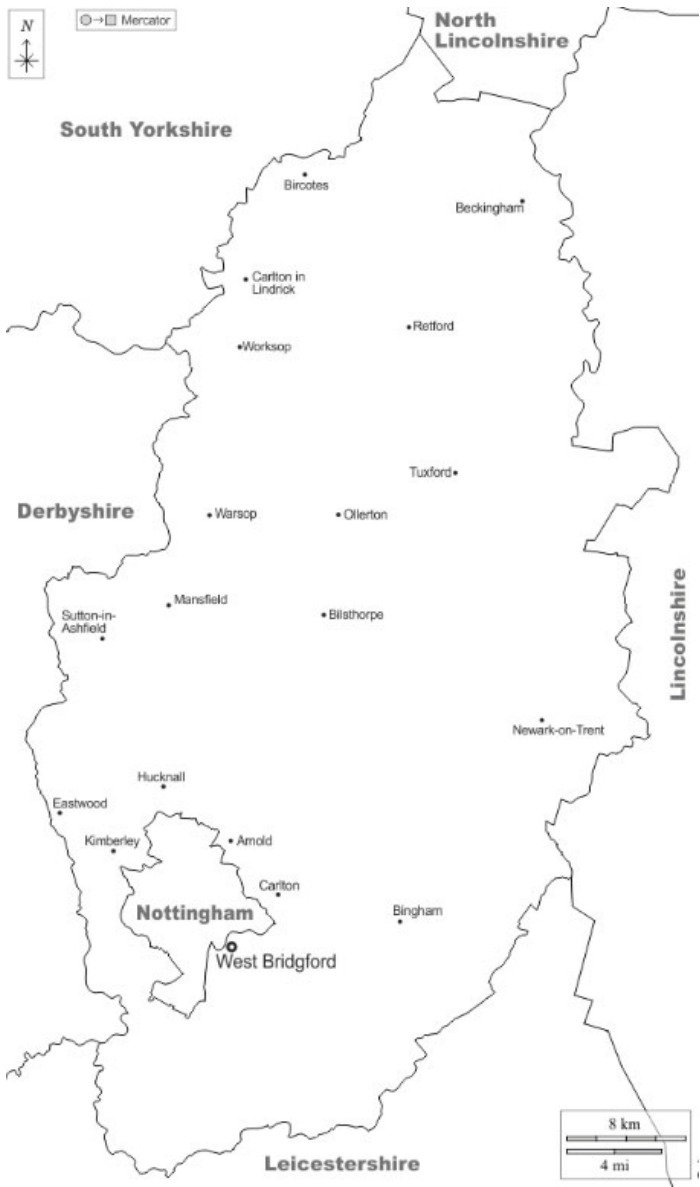 N
Mercator
North
Lincolnshire
South Yorkshire
Bircotes
Beckingham
Carlton in
Lindrick
Retford
Worksop
Tuxford
Derbyshire
Warsop
Ollerton
Mansfield
Sutton-in-
Ashfield
Bilsthorpe
Lincolnshire
Newark-on-Trent
Hucknall
Eastwood
Kimberley
Arnold
Carlton
Nottingham
Bingham
West Bridgford
8 km
4 mi
Leicestershire